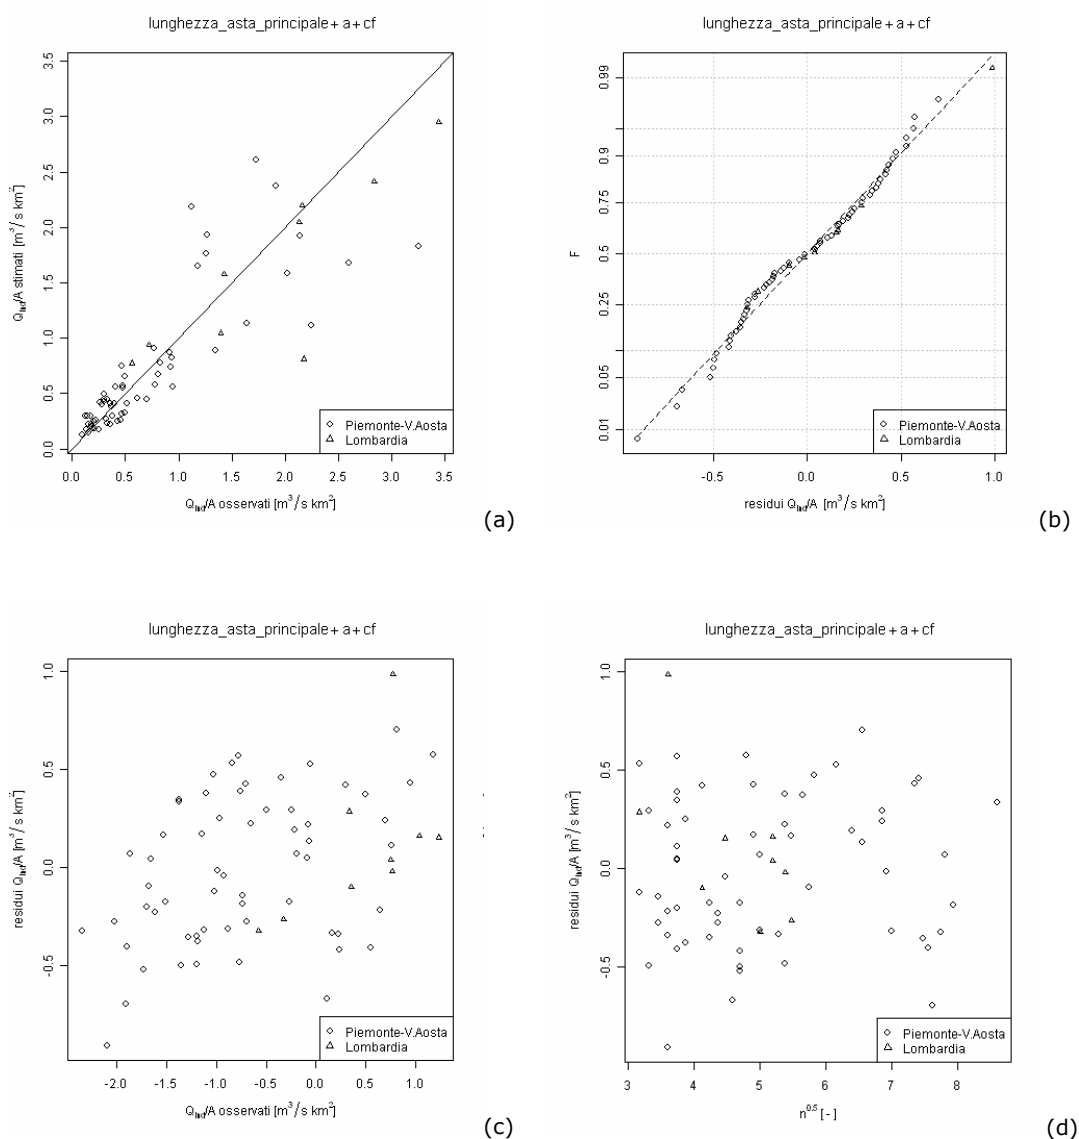 lunghezza_asta_principale + a + cf
Q_ind/A stimati [m³/s km²]
3.5
3.0
2.5
2.0
1.5
1.0
0.5
0.0
Piemonte-V.Aosta
Lombardia
0.0 0.5 1.0 1.5 2.0 2.5 3.0 3.5
Q_ind/A osservati [m³/s km²]
(a)
lunghezza_asta_principale + a + cf
F
0.99
0.9
0.75
0.5
0.25
0.05
0.01
Piemonte-V.Aosta
Lombardia
-0.5 0.0 0.5 1.0
residui Q_ind/A [m³/s km²]
(b)
lunghezza_asta_principale + a + cf
residui Q_ind/A [m³/s km²]
1.0
0.5
0.0
-0.5
Piemonte-V.Aosta
Lombardia
-2.0 -1.5 -1.0 -0.5 0.0 0.5 1.0
Q_ind/A osservati [m³/s km²]
(c)
lunghezza_asta_principale + a + cf
residui Q_ind/A [m³/s km²]
1.0
0.5
0.0
-0.5
Piemonte-V.Aosta
Lombardia
3 4 5 6 7 8
n^0.5 [-]
(d)